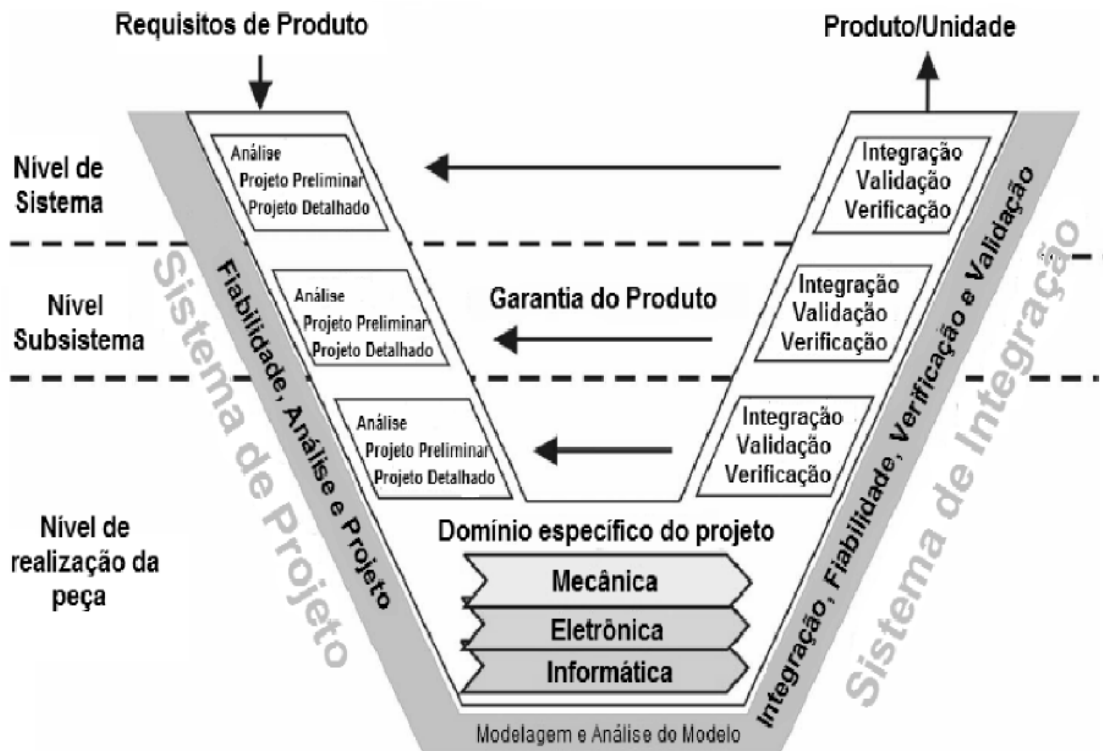 Requisitos de Produto
Produto/Unidade
Nível de
Sistema
Análise
Projeto Preliminar
Projeto Detalhado
Integração
Validação
Verificação
Nível
Subsistema
Análise
Projeto Preliminar
Projeto Detalhado
Garantia do Produto
Integração
Validação
Verificação
Nível de
realização da
peça
Análise
Projeto Preliminar
Projeto Detalhado
Integração
Validação
Verificação
Domínio específico do projeto
Mecânica
Eletrônica
Informática
Modelagem e Análise do Modelo
Sistema de Projeto
Fiabilidade, Análise e Projeto
Integração, Fiabilidade, Verificação e Validação
Sistema de Integração